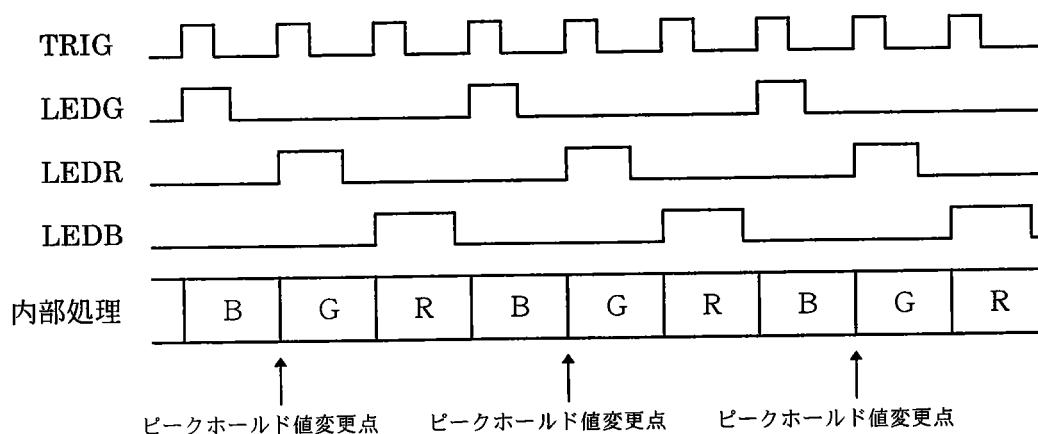 TRIG
LEDG
LEDR
LEDB
内部処理 B G R B G R B G R
ピークホールド値変更点 ピークホールド値変更点 ピークホールド値変更点